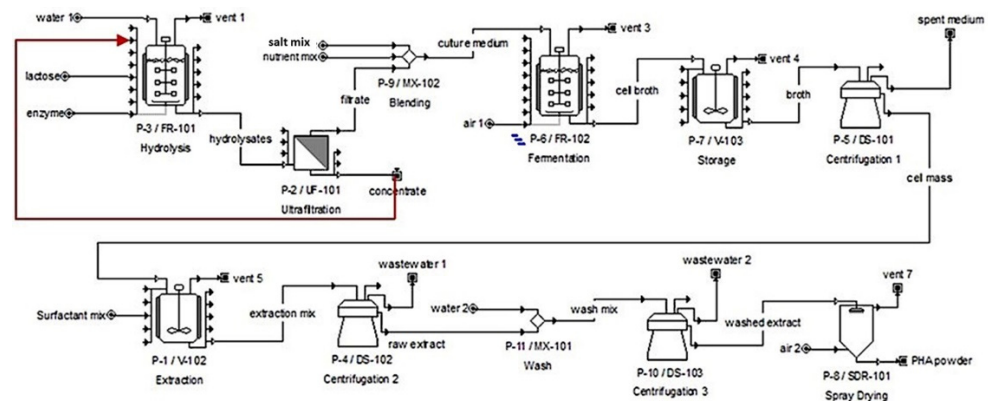 water 1
vent 1
lactose
enzyme
P-3 / FR-101
Hydrolysis
hydrolysates
P-2 / UF-101
Ultrafiltration
concentrate
salt mix
nutrient mix
filtrate
P-9 / MX-102
Blending
cuture medium
vent 3
air 1
P-6 / FR-102
Fermentation
cell broth
vent 4
P-7 / V-103
Storage
broth
spent medium
P-5 / DS-101
Centrifugation 1
cell mass
Surfactant mix
vent 5
P-1 / V-102
Extraction
extraction mix
wastewater 1
P-4 / DS-102
Centrifugation 2
raw extract
water 2
P-11 / MX-101
Wash
wash mix
wastewater 2
P-10 / DS-103
Centrifugation 3
washed extract
vent 7
air 2
P-8 / SDR-101
Spray Drying
PHA powder